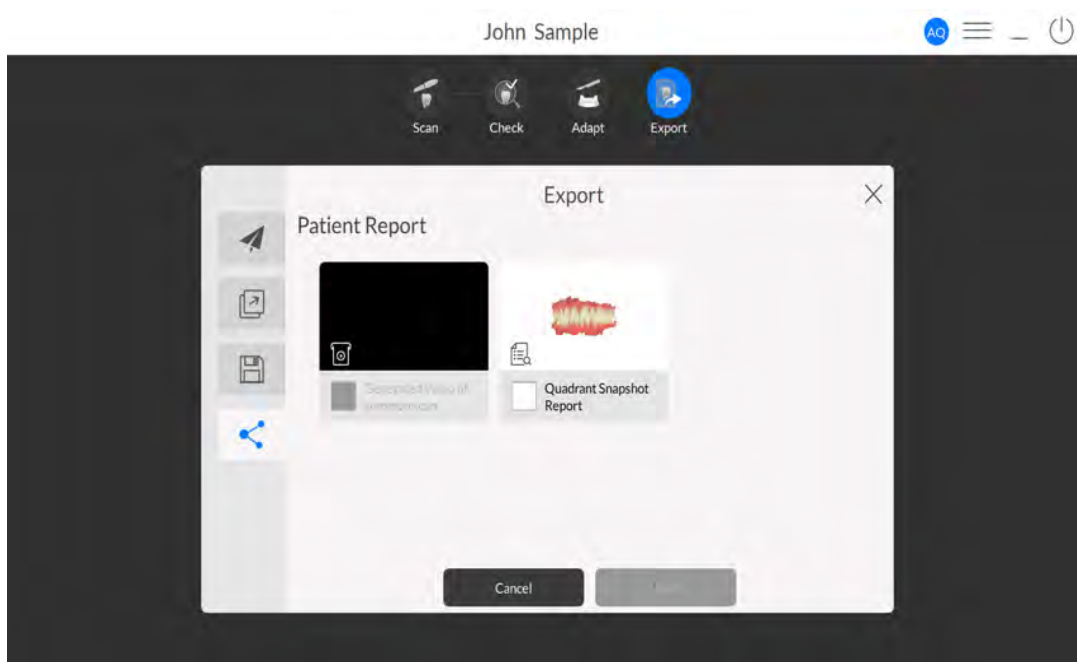 John Sample
AQ
Scan
Check
Adapt
Export
Export
Patient Report
Quadrant Snapshot
Report
Cancel